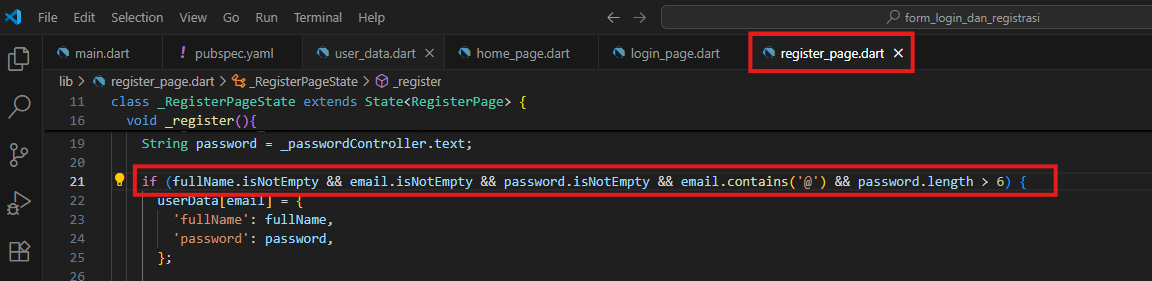 File Edit Selection View Go Run Terminal Help form_login_dan_registrasi
main.dart ! pubspec.yaml user_data.dart home_page.dart login_page.dart register_page.dart
lib > register_page.dart > _RegisterPageState > _register
11 class _RegisterPageState extends State<RegisterPage> {
16 void _register(){
19 String password = _passwordController.text;
20
21 if (fullName.isNotEmpty && email.isNotEmpty && password.isNotEmpty && email.contains('@') && password.length > 6) {
22 userData[email] = {
23 'fullName': fullName,
24 'password': password,
25 };
26